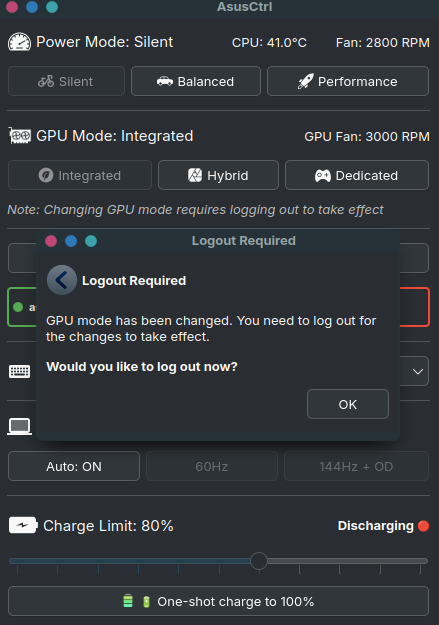 AsusCtrl
Power Mode: Silent CPU: 41.0°C Fan: 2800 RPM
Silent Balanced Performance
GPU Mode: Integrated GPU Fan: 3000 RPM
Integrated Hybrid Dedicated
Note: Changing GPU mode requires logging out to take effect
Logout Required
Logout Required
GPU mode has been changed. You need to log out for
the changes to take effect.
Would you like to log out now?
OK
Auto: ON 60Hz 144Hz + OD
Charge Limit: 80% Discharging
One-shot charge to 100%